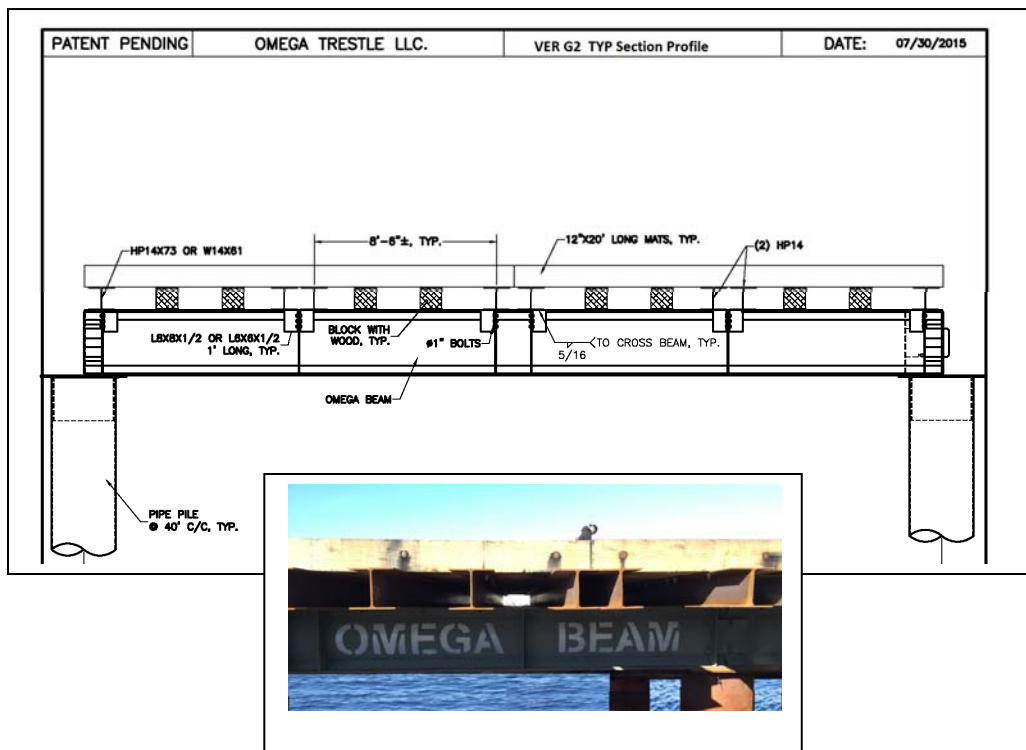 PATENT PENDING OMEGA TRESTLE LLC. VER G2 TYP Section Profile DATE: 07/30/2015
8'-6"±, TYP.
12"X20' LONG MATS, TYP.
(2) HP14
HP14X73 OR W14X61
L8X8X1/2 OR L6X6X1/2
1' LONG, TYP.
BLOCK WITH
WOOD, TYP.
ø1" BOLTS
TO CROSS BEAM, TYP.
5/16
OMEGA BEAM
PIPE PILE
@ 40' C/C, TYP.
OMEGA BEAM